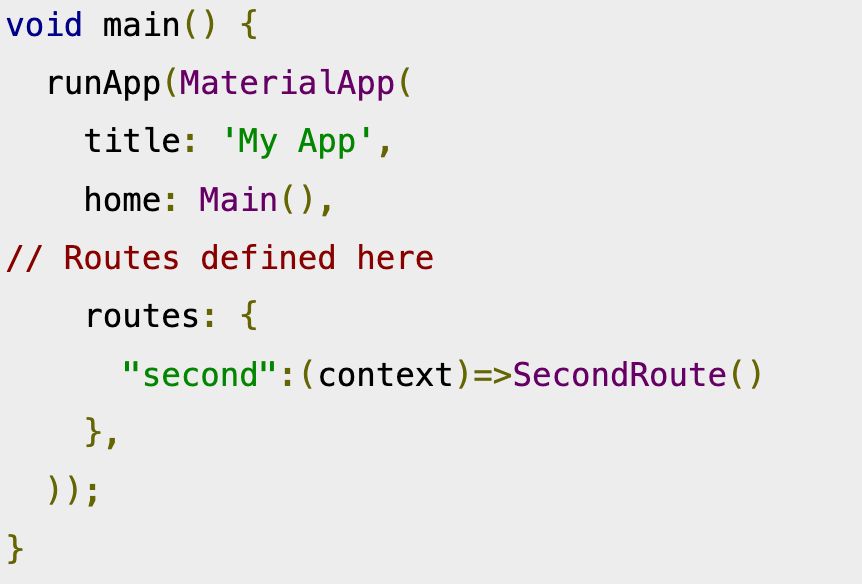 void main() {
  runApp(MaterialApp(
    title: 'My App',
    home: Main(),
// Routes defined here
    routes: {
      "second":(context)=>SecondRoute()
    },
  ));
}